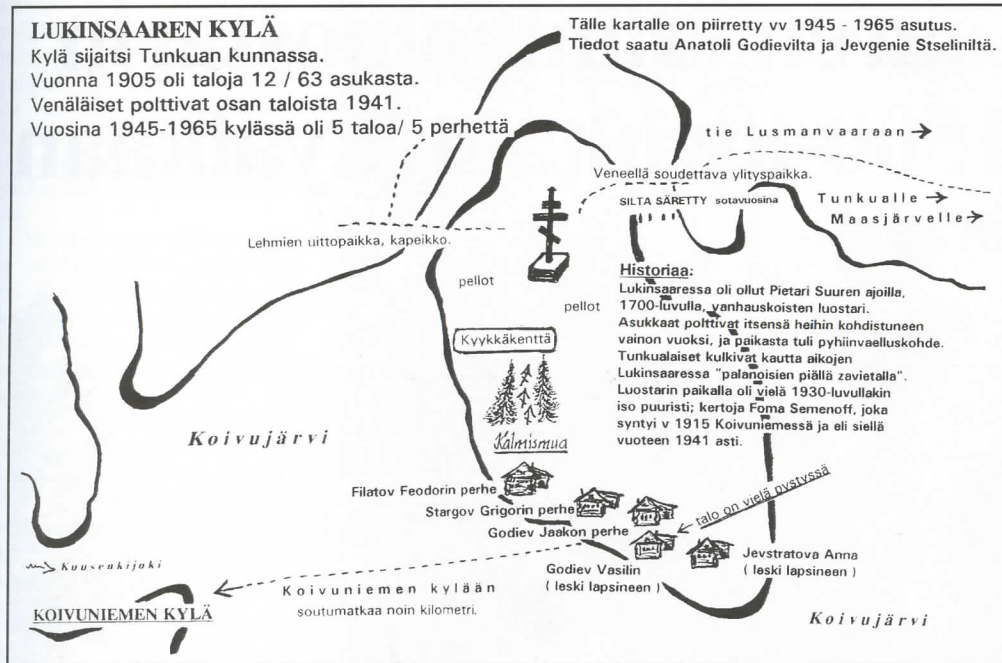 LUKINSAAREN KYLÄ
Kylä sijaitsi Tunkuan kunnassa.
Vuonna 1905 oli taloja 12 / 63 asukasta.
Venäläiset polttivat osan taloista 1941.
Vuosina 1945-1965 kylässä oli 5 taloa/ 5 perhettä
Tälle kartalle on piirretty vv 1945 - 1965 asutus.
Tiedot saatu Anatoli Godievilta ja Jevgenie Stseliniltä.
tie Lusmanvaaraan
Veneellä soudettava ylityspaikka.
SILTA SÄRETTY sotavuosina
Tunkualle
Maasjärvelle
Lehmien uittopaikka, kapeikko.
pellot
pellot
Kyykkäkenttä
Kalmismua
Historiaa:
Lukinsaaressa oli ollut Pietari Suuren ajoilla,
1700-luvulla, vanhauskoisten luostari.
Asukkaat polttivat itsensä heihin kohdistuneen
vainon vuoksi, ja paikasta tuli pyhiinvaelluskohde.
Tunkualaiset kulkivat kautta aikojen
Lukinsaaressa "palanoisien piällä zavietalla".
Luostarin paikalla oli vielä 1930-luvullakin
iso puuristi; kertoja Foma Semenoff, joka
syntyi v 1915 Koivuniemessä ja eli siellä
vuoteen 1941 asti.
Koivujärvi
Filatov Feodorin perhe
Stargov Grigorin perhe
Godiev Jaakon perhe
talo on vielä pystyssä
Godiev Vasilin
( leski lapsineen )
Jevstratova Anna
( leski lapsineen )
Kuusenkijoki
KOIVUNIEMEN KYLÄ
Koivuniemen kylään
soutumatkaa noin kilometri.
Koivujärvi